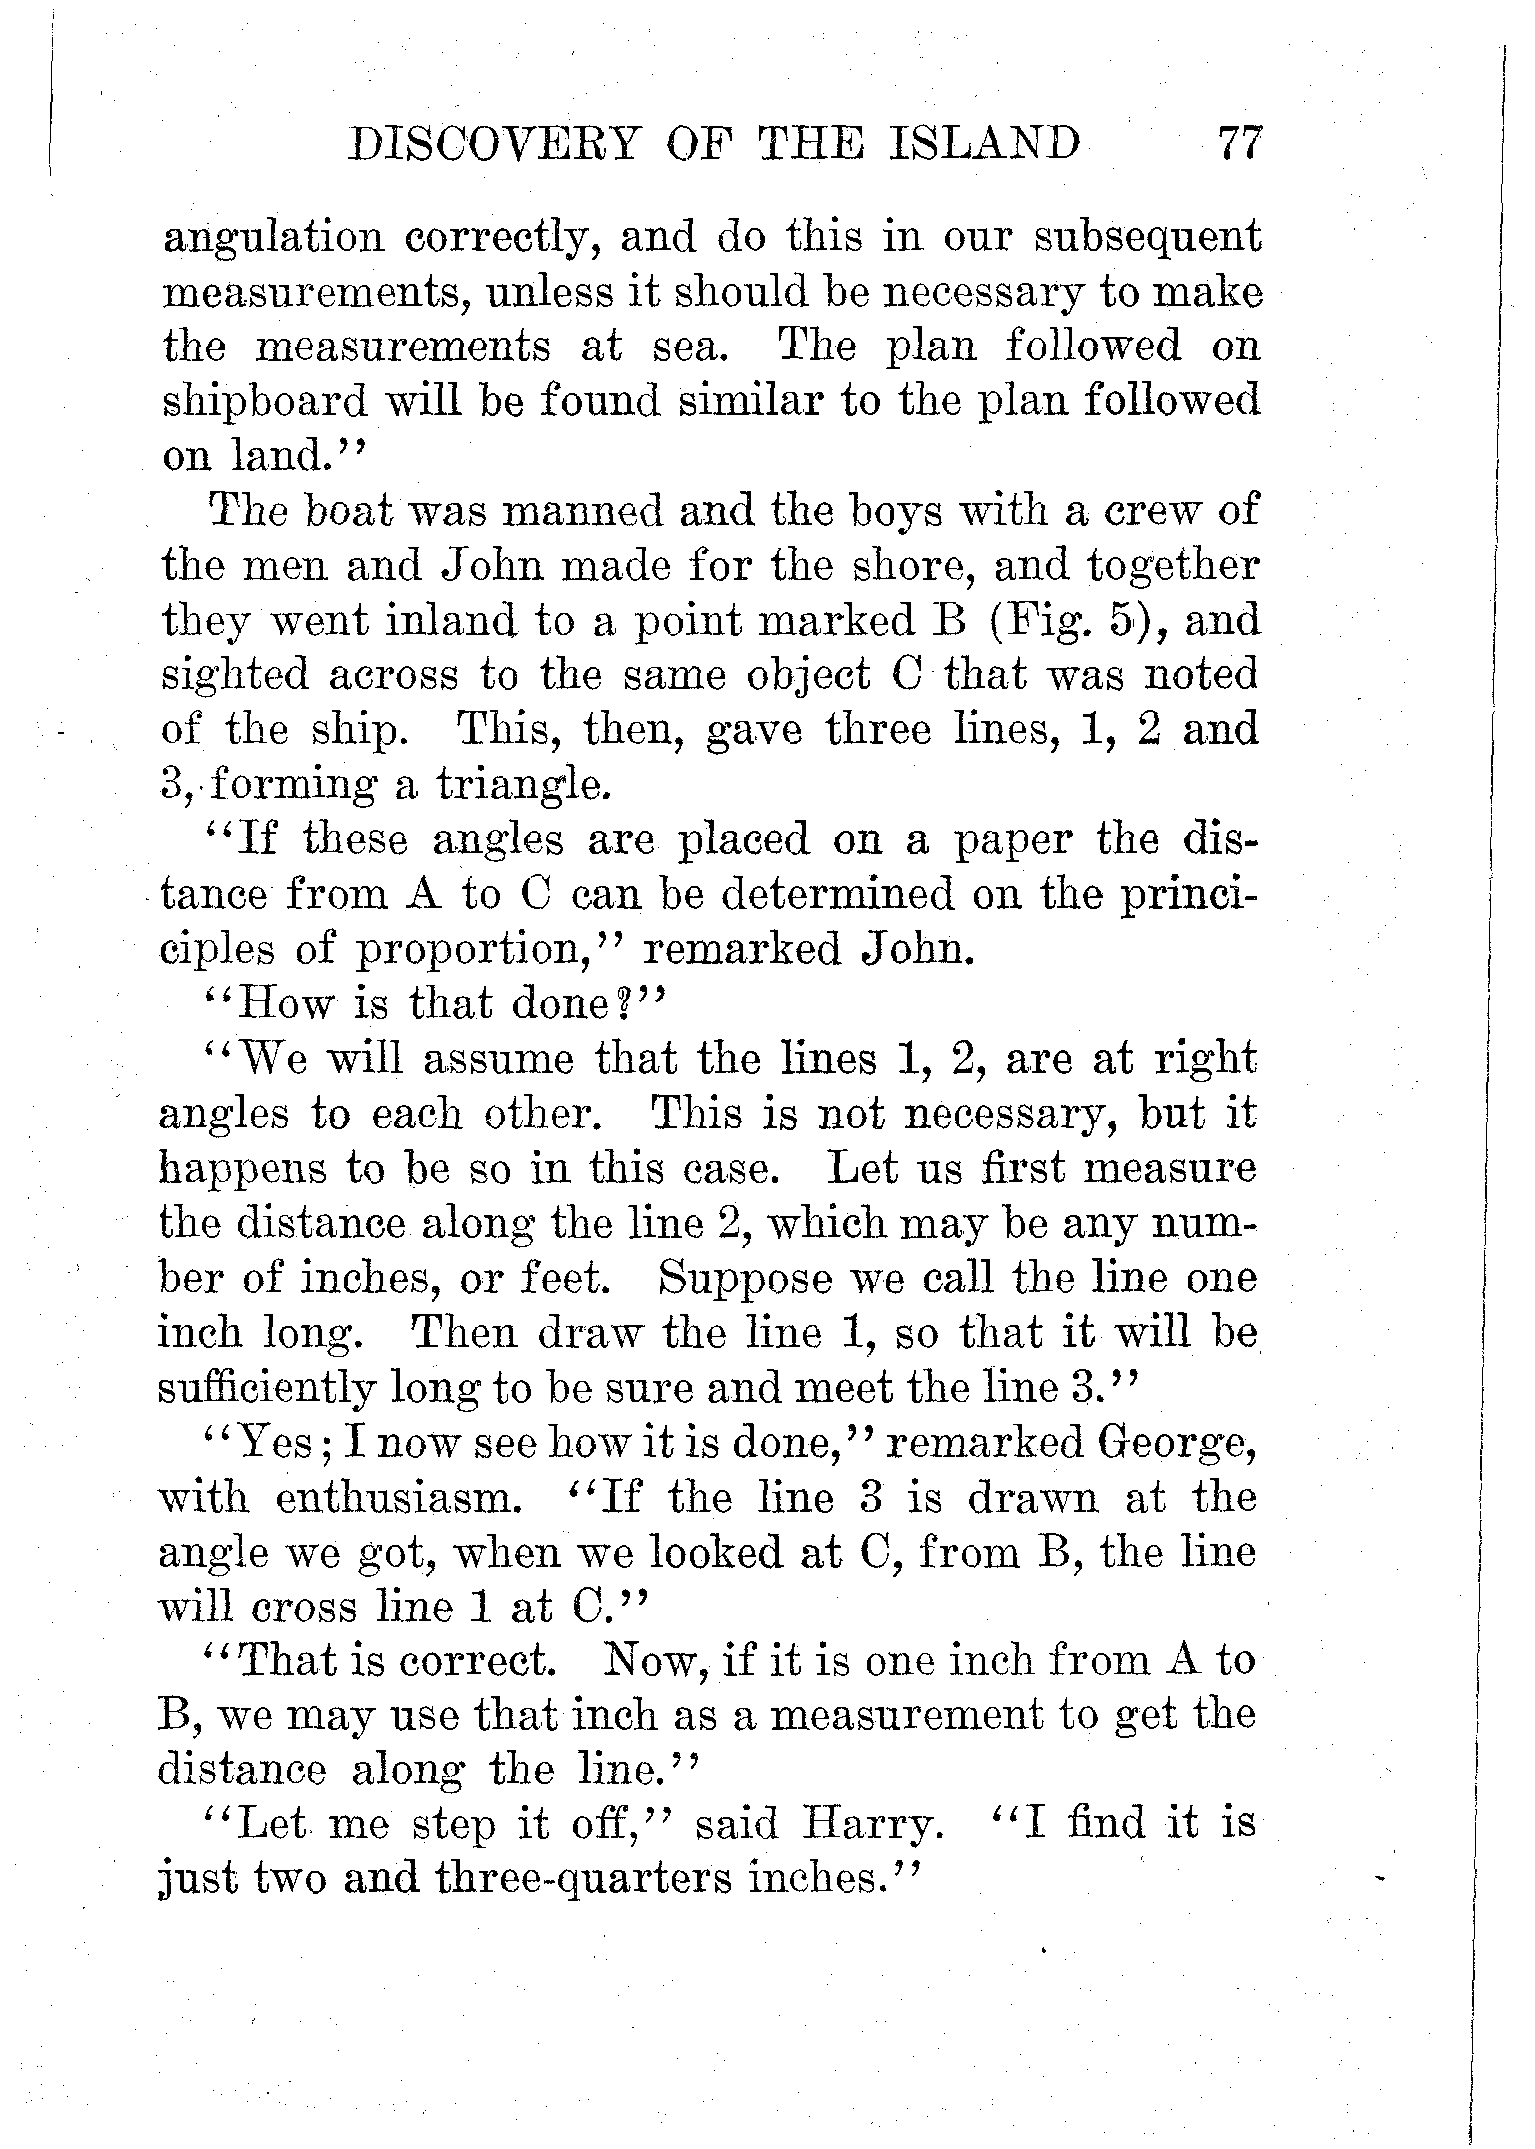 DISCOVERY OF THE ISLAND 77
angulation correctly, and do this in our subsequent
measurements, unless it should be necessary to make
the measurements at sea. The plan followed on
shipboard will be found similar to the plan followed
on land."
The boat was manned and the boys with a crew of
the men and John made for the shore, and together
they went inland to a point marked B (Fig. 5), and
sighted across to the same object C that was noted
of the ship. This, then, gave three lines, 1, 2 and
3, forming a triangle.
"If these angles are placed on a paper the dis-
tance from A to C can be determined on the princi-
ciples of proportion," remarked John.
"How is that done?"
"We will assume that the lines 1, 2, are at right
angles to each other. This is not necessary, but it
happens to be so in this case. Let us first measure
the distance along the line 2, which may be any num-
ber of inches, or feet. Suppose we call the line one
inch long. Then draw the line 1, so that it will be
sufficiently long to be sure and meet the line 3."
"Yes; I now see how it is done," remarked George,
with enthusiasm. "If the line 3 is drawn at the
angle we got, when we looked at C, from B, the line
will cross line 1 at C."
"That is correct. Now, if it is one inch from A to
B, we may use that inch as a measurement to get the
distance along the line."
"Let me step it off," said Harry. "I find it is
just two and three-quarters inches."